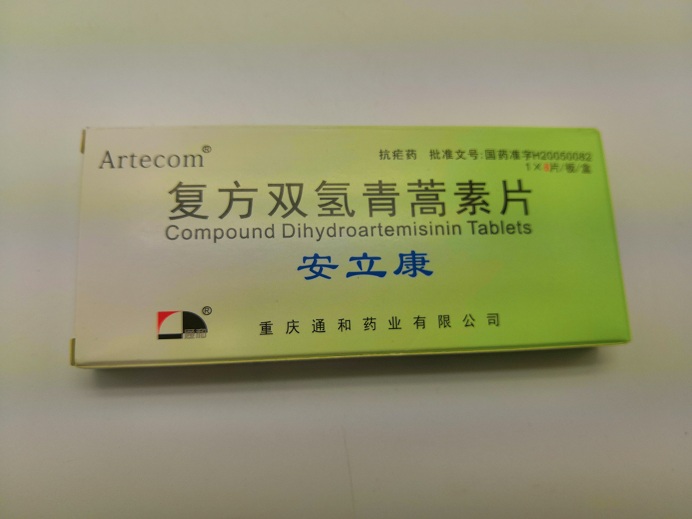 Artecom®
抗疟药 批准文号:国药准字H20050082
1×8片/板/盒
复方双氢青蒿素片
Compound Dihydroartemisinin Tablets
安立康
®
重庆通和药业有限公司